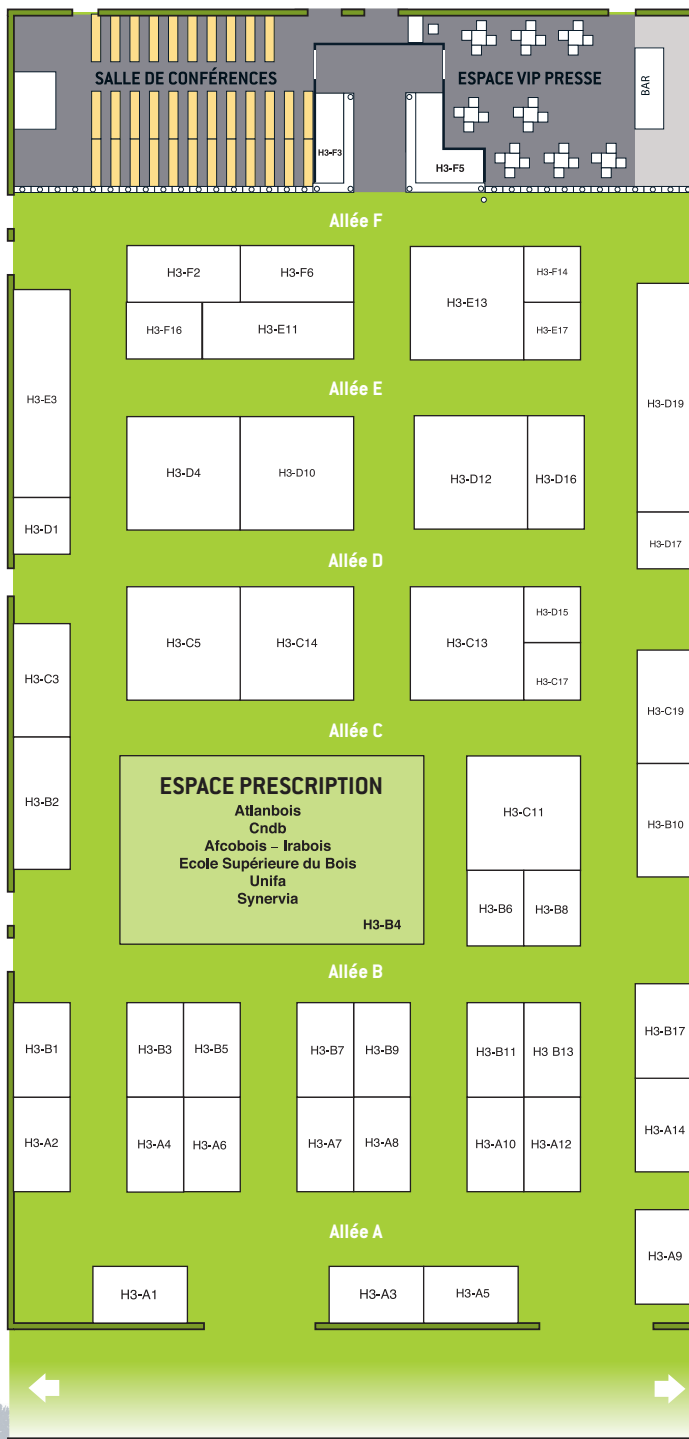 SALLE DE CONFÉRENCES
ESPACE VIP PRESSE
BAR
H3-F3
H3-F5
Allée F
H3-F2
H3-F6
H3-F16
H3-E11
H3-E13
H3-F14
H3-E17
H3-E3
H3-D19
Allée E
H3-D4
H3-D10
H3-D12
H3-D16
H3-D1
H3-D17
Allée D
H3-C5
H3-C14
H3-C13
H3-D15
H3-C17
H3-C3
H3-C19
Allée C
H3-B2
H3-B10
ESPACE PRESCRIPTION
Atlanbois
Cndb
Afcobois – Irabois
Ecole Supérieure du Bois
Unifa
Synervia
H3-B4
H3-C11
H3-B6
H3-B8
Allée B
H3-B1
H3-B3
H3-B5
H3-B7
H3-B9
H3-B11
H3 B13
H3-B17
H3-A2
H3-A4
H3-A6
H3-A7
H3-A8
H3-A10
H3-A12
H3-A14
Allée A
H3-A9
H3-A1
H3-A3
H3-A5